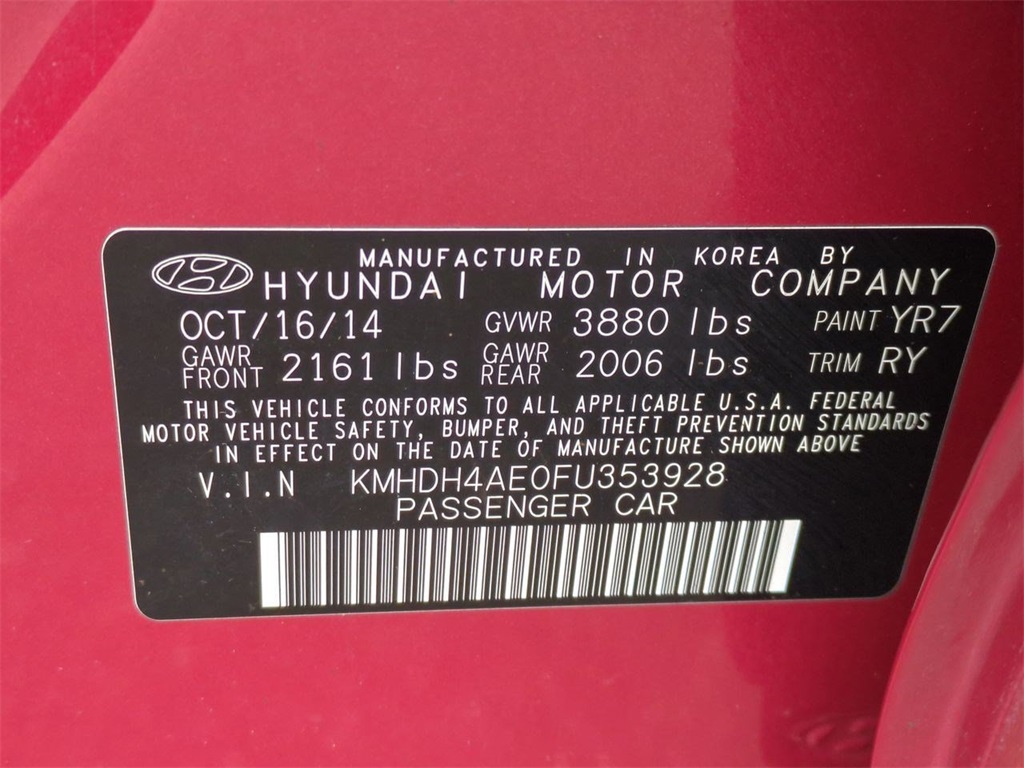 MANUFACTURED IN KOREA BY
HYUNDAI MOTOR COMPANY
OCT/16/14 GVWR 3880 lbs PAINT YR7
GAWR FRONT 2161 lbs GAWR REAR 2006 lbs TRIM RY
THIS VEHICLE CONFORMS TO ALL APPLICABLE U.S.A. FEDERAL
MOTOR VEHICLE SAFETY, BUMPER, AND THEFT PREVENTION STANDARDS
IN EFFECT ON THE DATE OF MANUFACTURE SHOWN ABOVE
V.I.N KMHDH4AE0FU353928
PASSENGER CAR